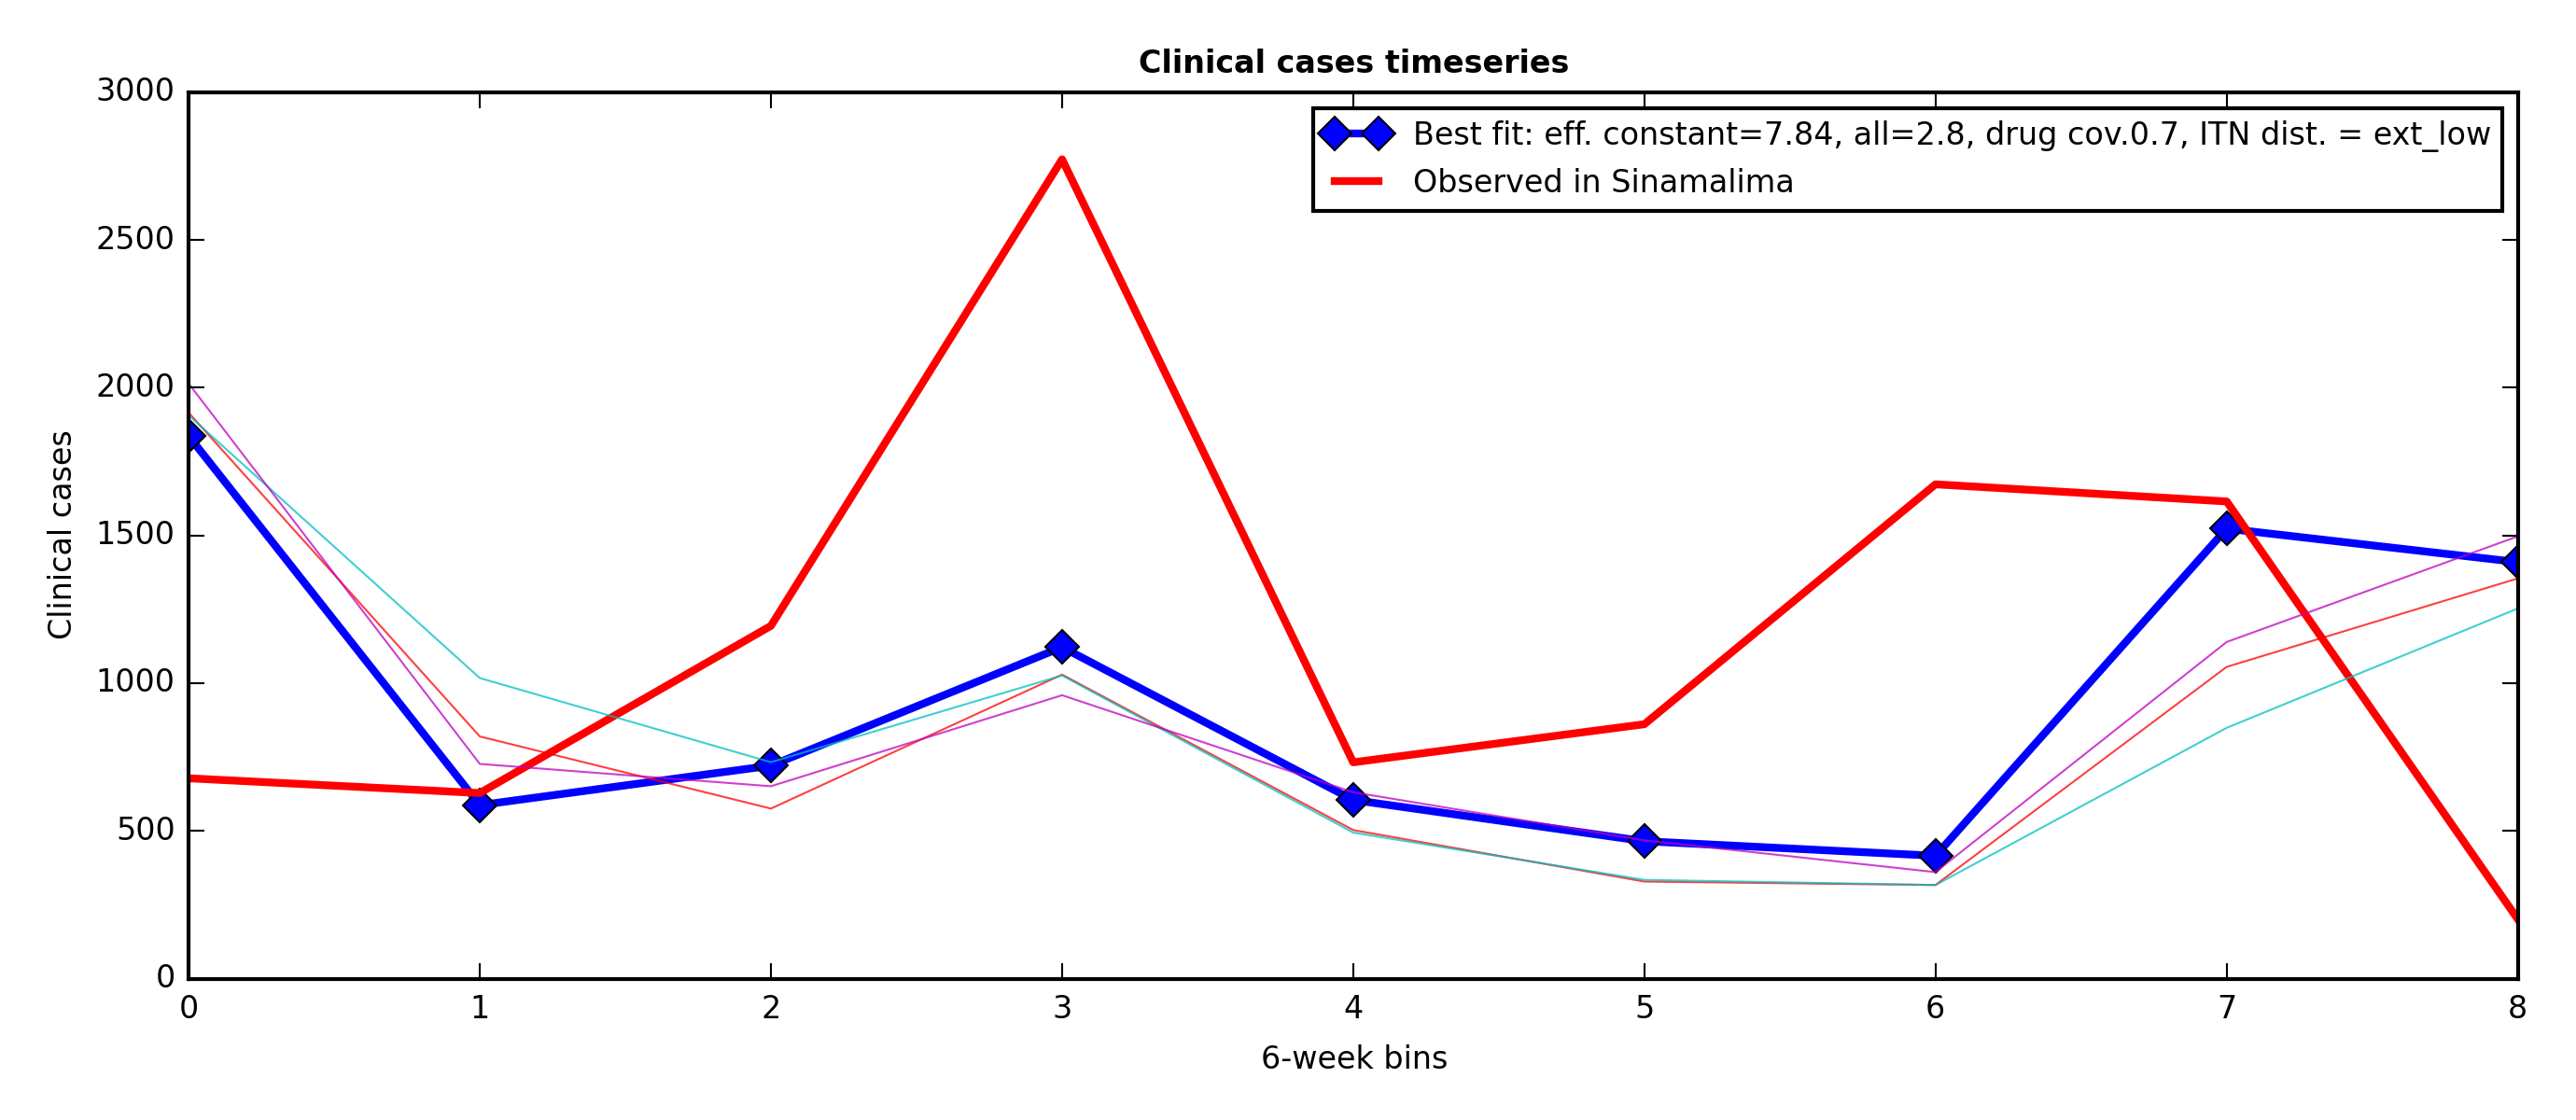 Clinical cases timeseries
3000
2500
2000
1500
1000
500
0
Clinical cases
Best fit: eff. constant=7.84, all=2.8, drug cov.0.7, ITN dist. = ext_low
Observed in Sinamalima
0 1 2 3 4 5 6 7 8
6-week bins